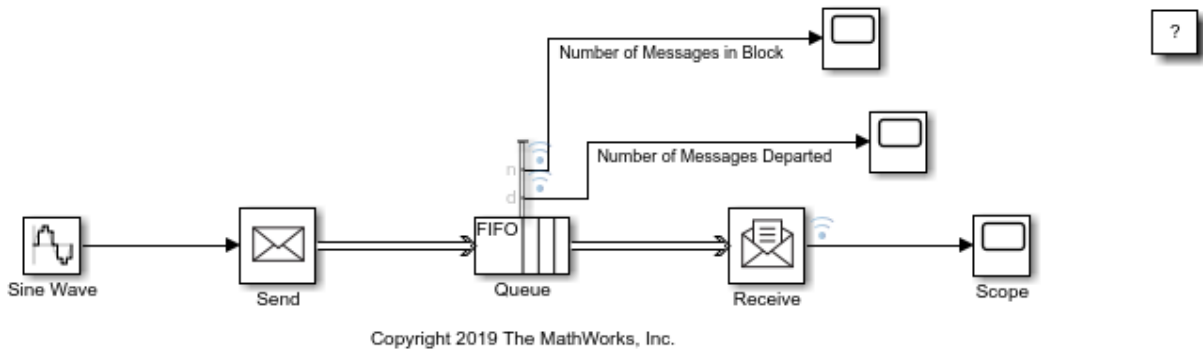 ?
Number of Messages in Block
Number of Messages Departed
n
d
FIFO
Sine Wave
Send
Queue
Receive
Scope
Copyright 2019 The MathWorks, Inc.